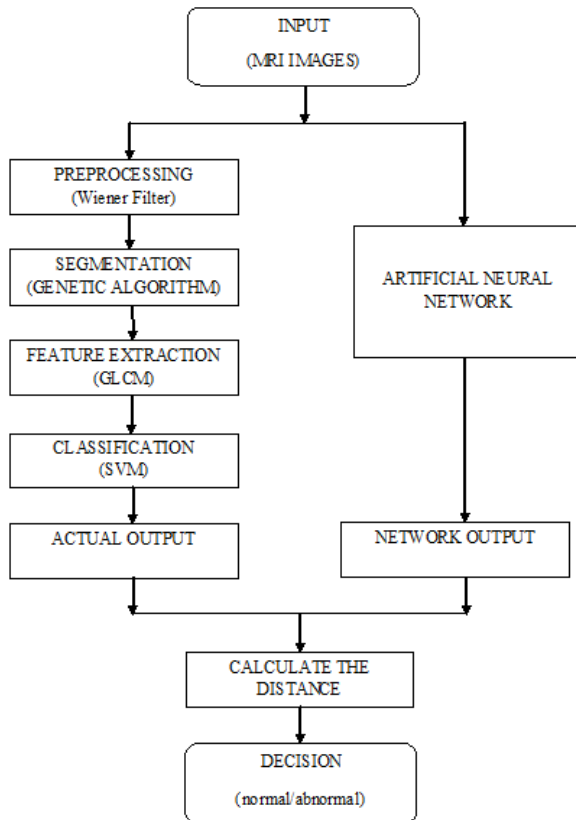 INPUT
(MRI IMAGES)
PREPROCESSING
(Wiener Filter)
SEGMENTATION
(GENETIC ALGORITHM)
FEATURE EXTRACTION
(GLCM)
CLASSIFICATION
(SVM)
ACTUAL OUTPUT
ARTIFICIAL NEURAL
NETWORK
NETWORK OUTPUT
CALCULATE THE
DISTANCE
DECISION
(normal/abnormal)